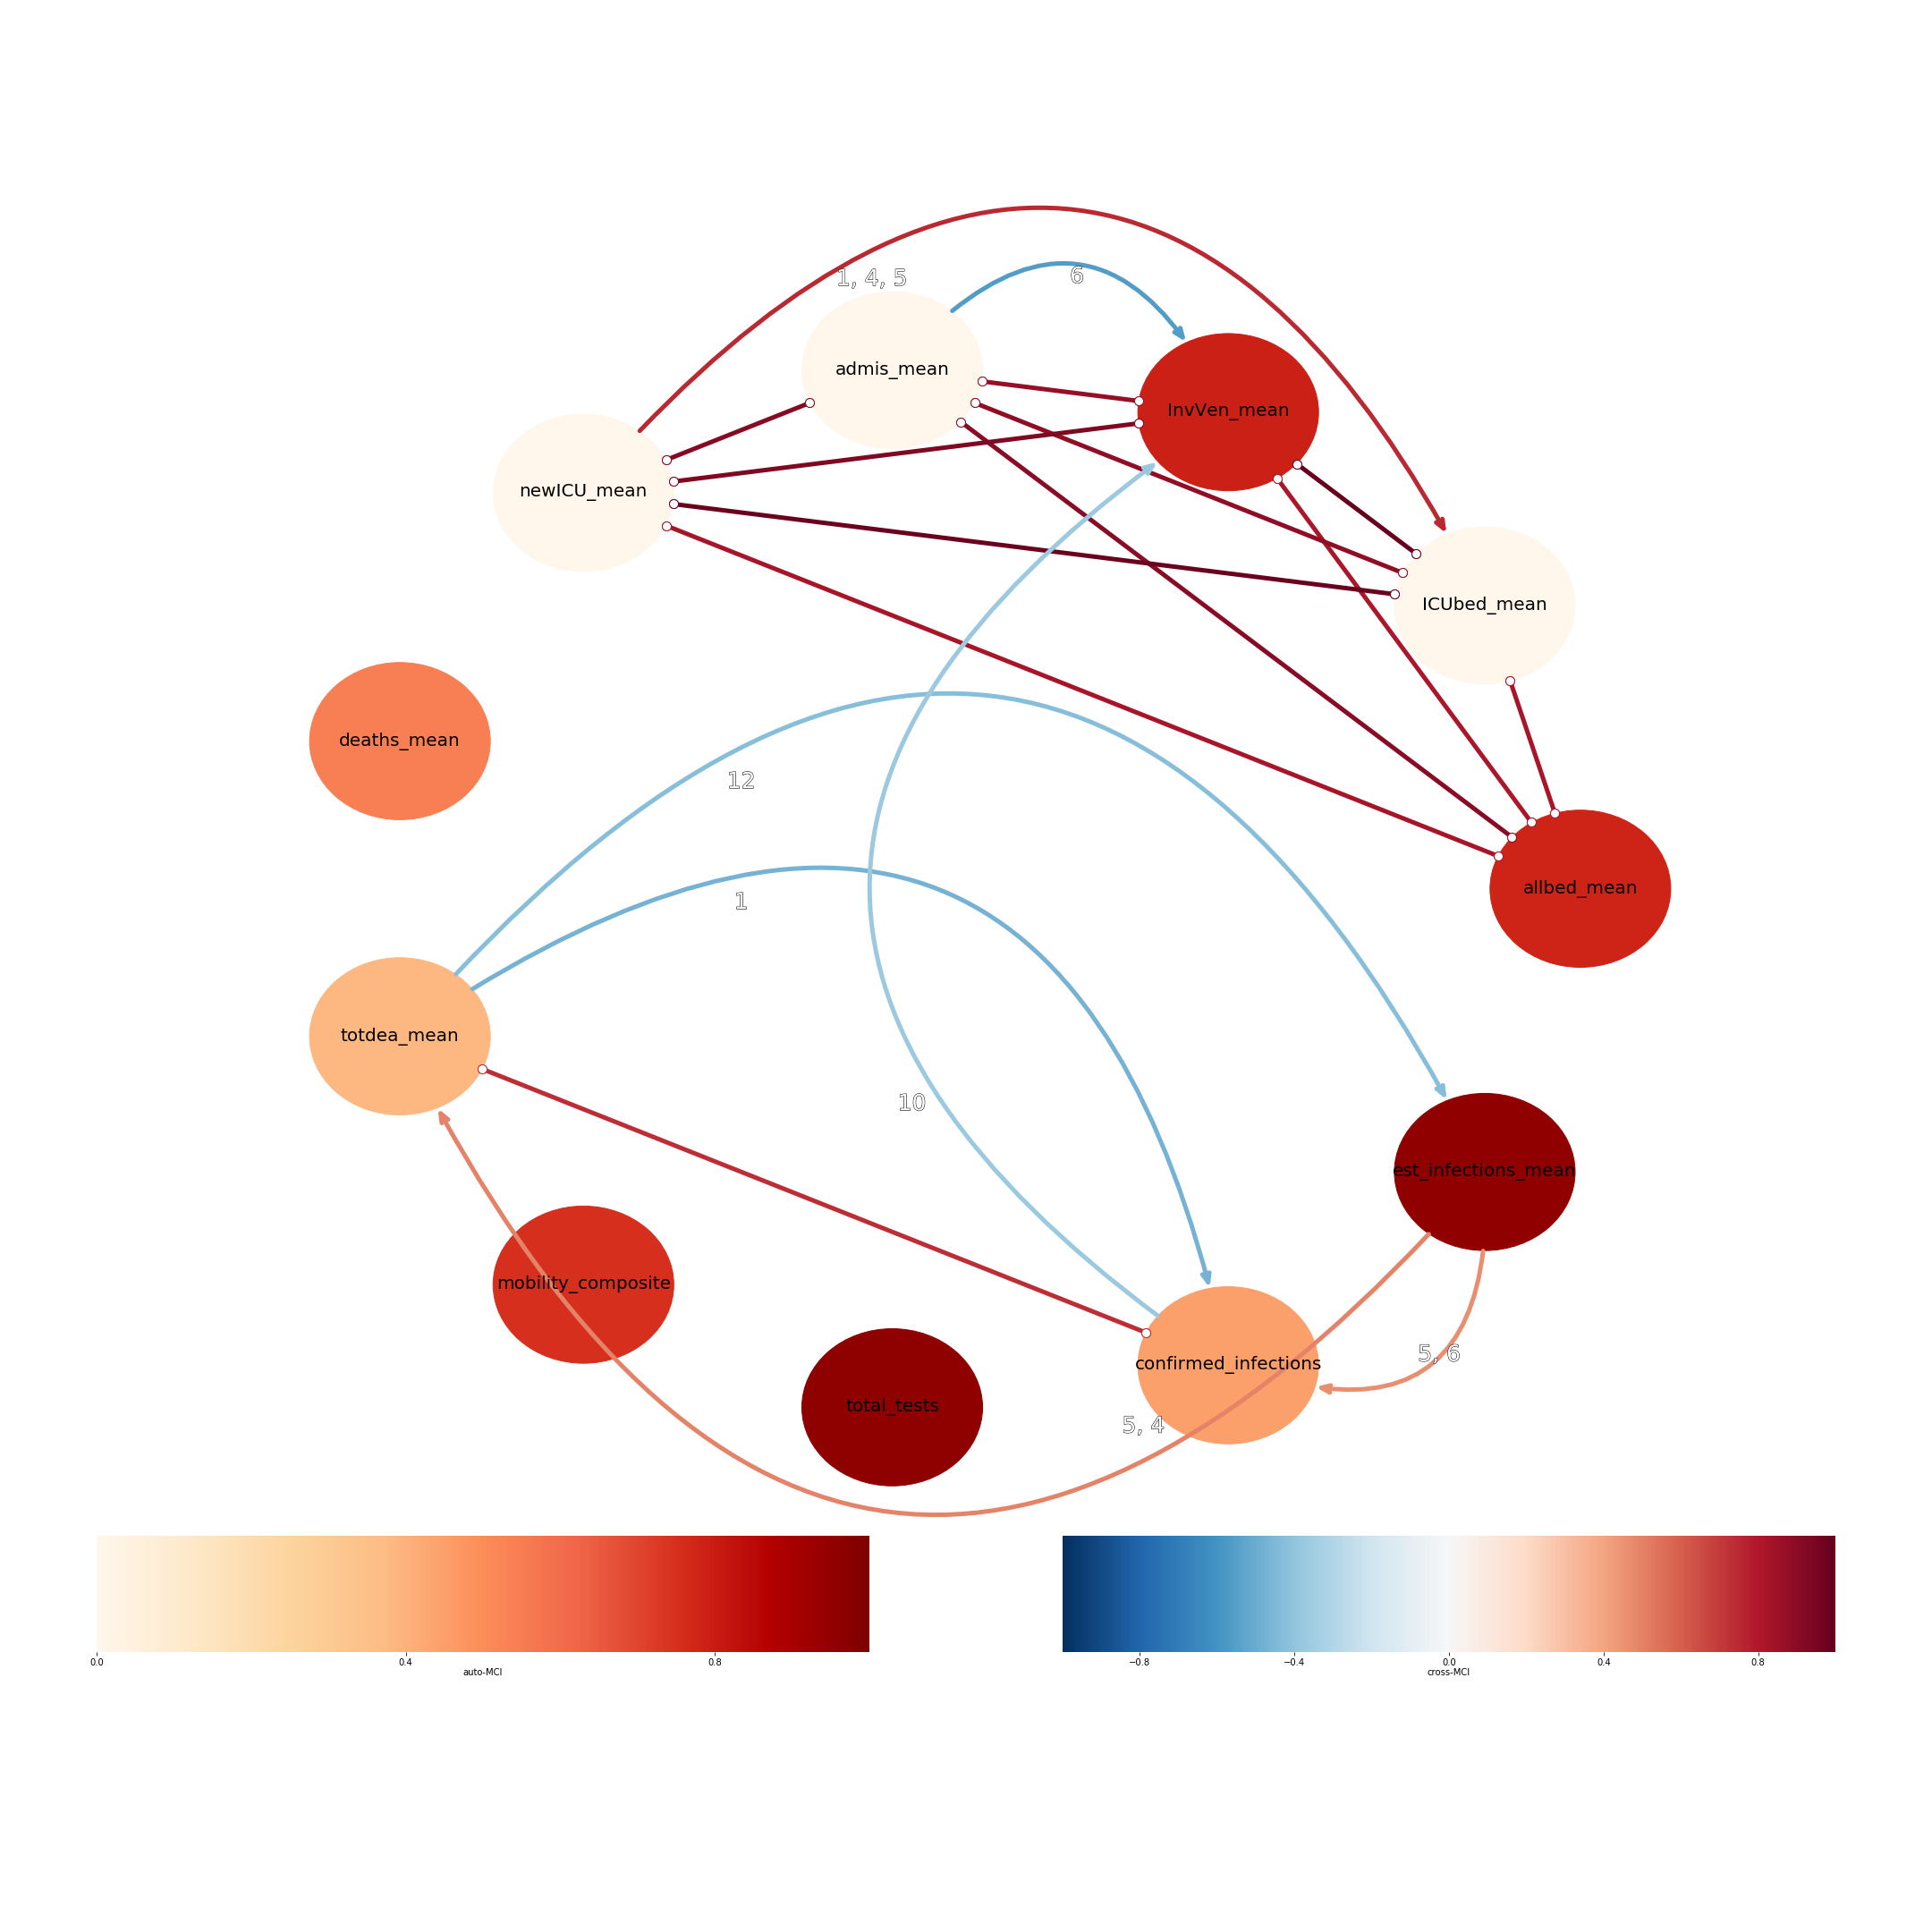 1, 4, 5
6
admis_mean
InvVen_mean
newICU_mean
ICUbed_mean
deaths_mean
12
allbed_mean
1
totdea_mean
10
est_infections_mean
mobility_composite
5, 6
confirmed_infections
total_tests
5, 4
0.0 0.4 0.8
auto-MCI
−0.8 −0.4 0.0 0.4 0.8
cross-MCI